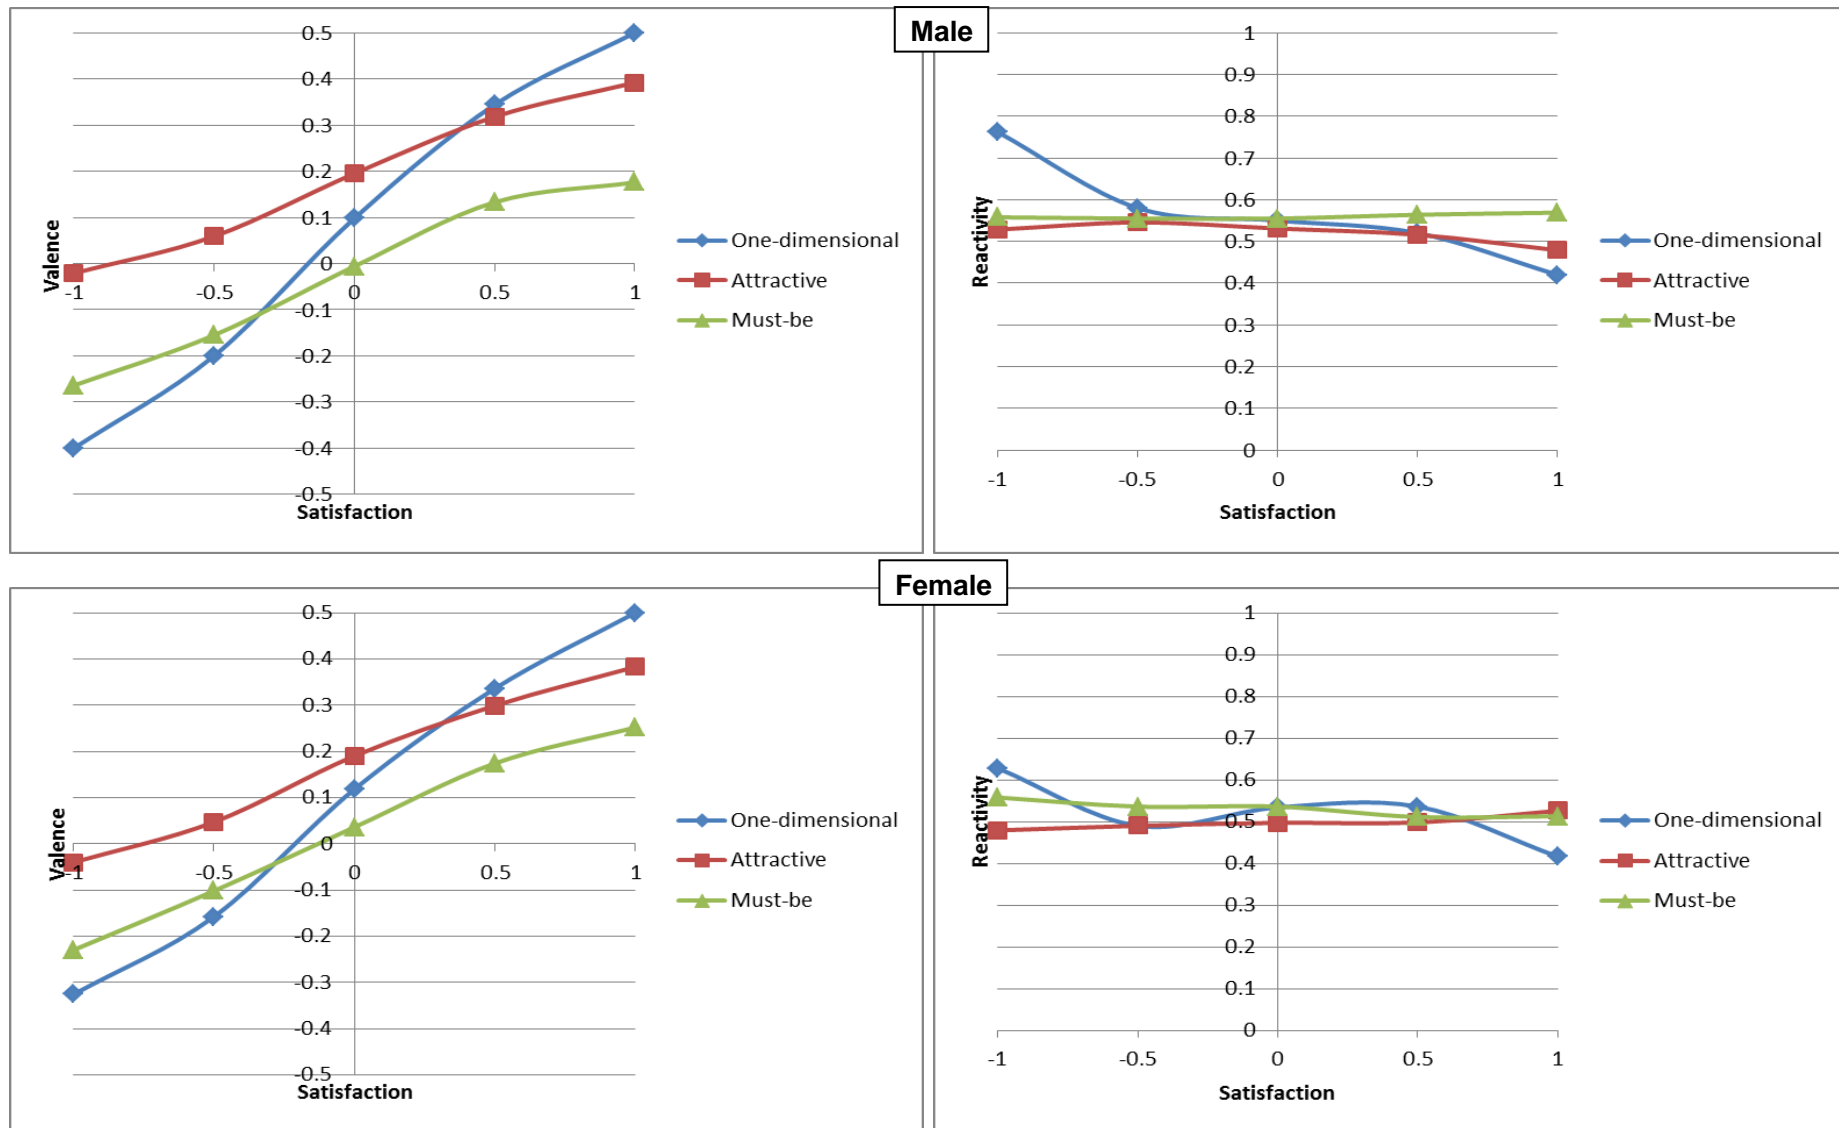 Male
0.5
0.4
0.3
0.2
0.1
0
-0.1
-0.2
-0.3
-0.4
-0.5
-1
-0.5
0
0.5
1
Valence
Satisfaction
One-dimensional
Attractive
Must-be
1
0.9
0.8
0.7
0.6
0.5
0.4
0.3
0.2
0.1
0
-1
-0.5
0
0.5
1
Reactivity
Satisfaction
One-dimensional
Attractive
Must-be
Female
0.5
0.4
0.3
0.2
0.1
0
-0.1
-0.2
-0.3
-0.4
-0.5
-1
-0.5
0
0.5
1
Valence
Satisfaction
One-dimensional
Attractive
Must-be
1
0.9
0.8
0.7
0.6
0.5
0.4
0.3
0.2
0.1
0
-1
-0.5
0
0.5
1
Reactivity
Satisfaction
One-dimensional
Attractive
Must-be